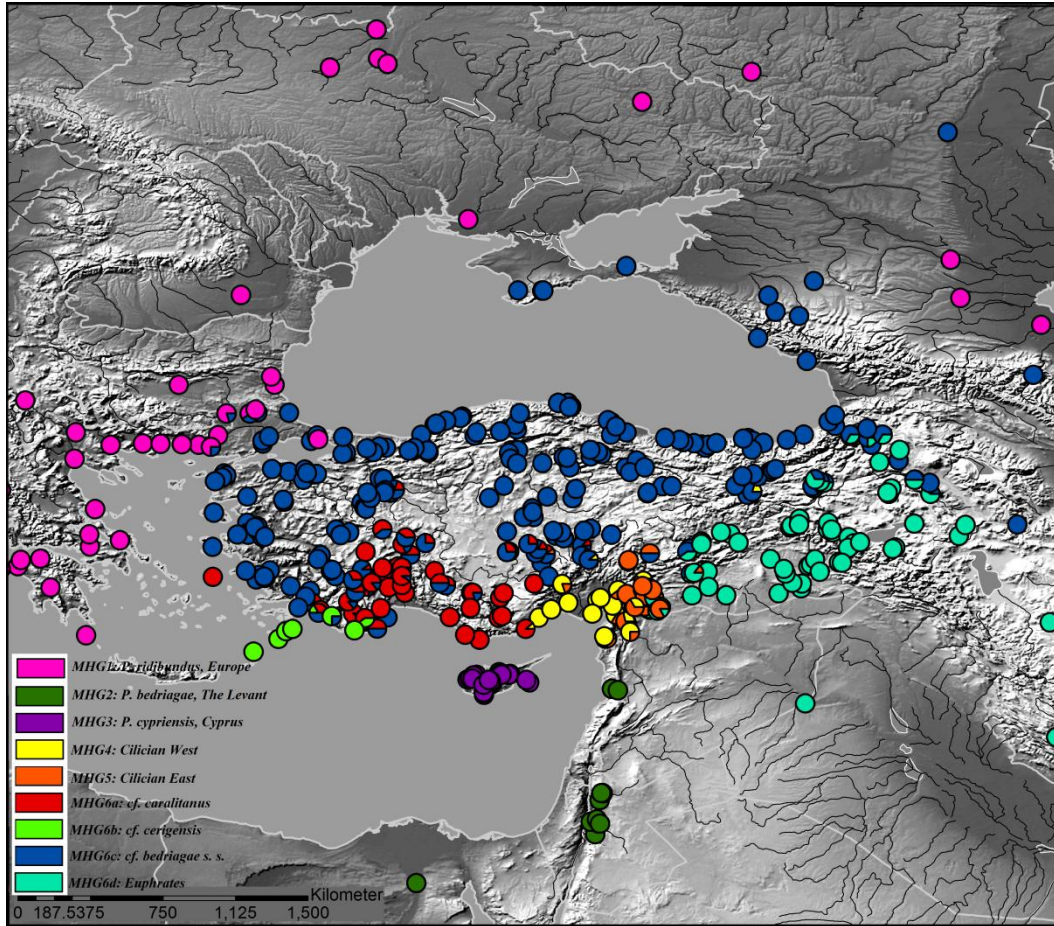 MHG1: P. ridibundus, Europe
MHG2: P. bedriagae, The Levant
MHG3: P. cypriensis, Cyprus
MHG4: Cilician West
MHG5: Cilician East
MHG6a: cf. caralitanus
MHG6b: cf. cerigensis
MHG6c: cf. bedriagae s. s.
MHG6d: Euphrates
Kilometer
0 187.5375 750 1,125 1,500